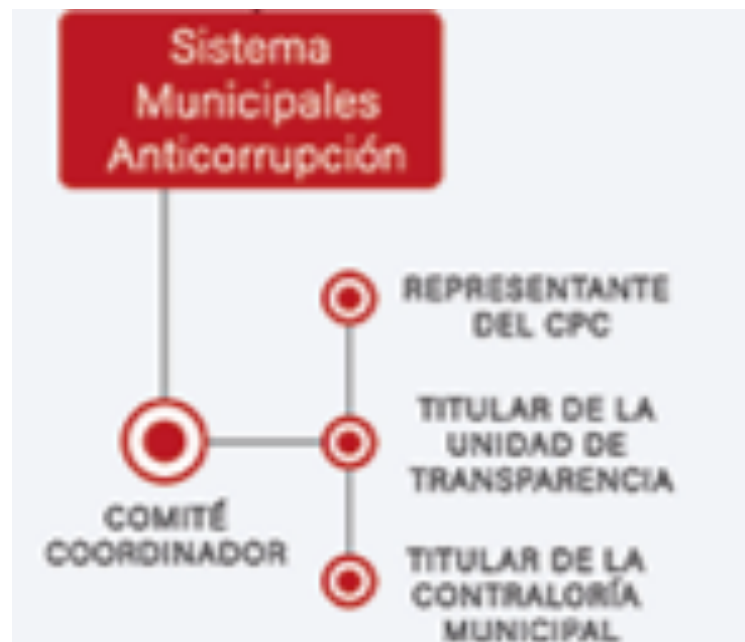 Sistema
Municipales
Anticorrupción
REPRESENTANTE
DEL CPC
TITULAR DE LA
UNIDAD DE
TRANSPARENCIA
COMITÉ
COORDINADOR
TITULAR DE LA
CONTRALORÍA
MUNICIPAL